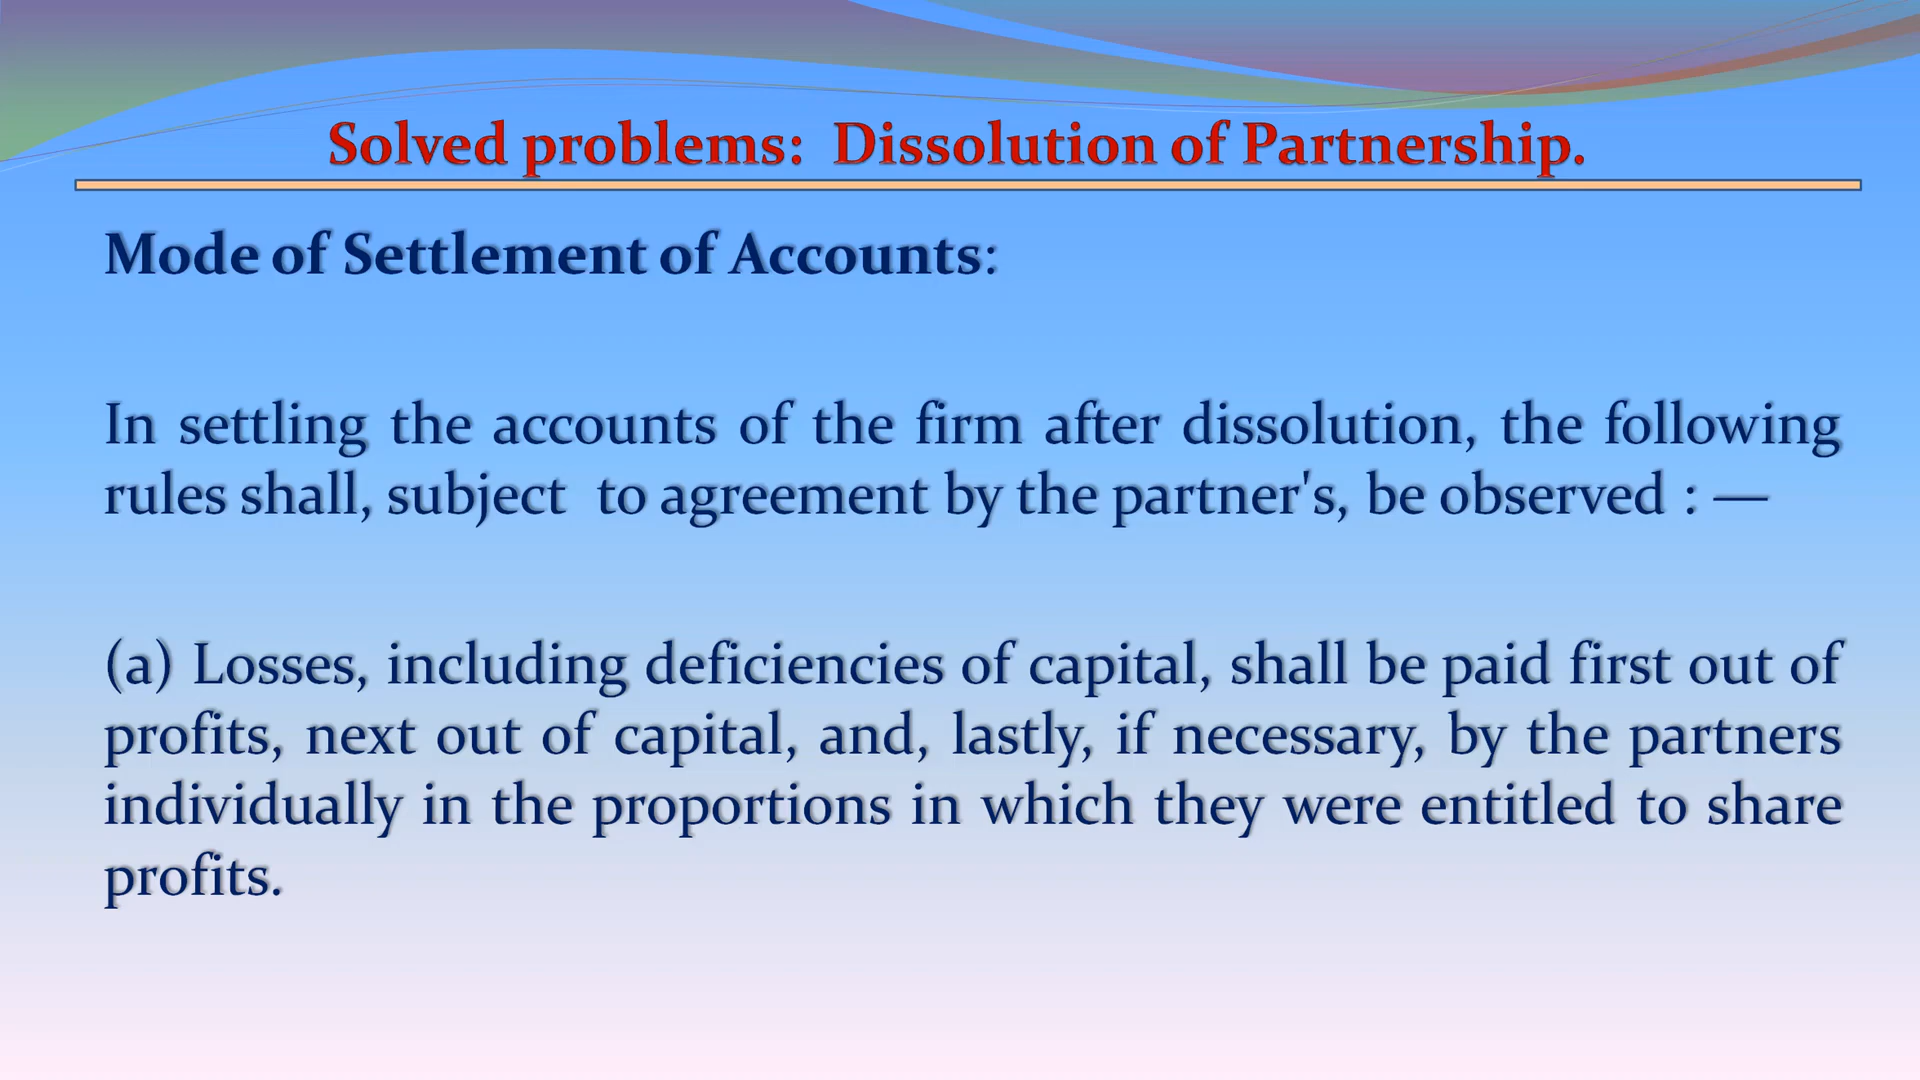 Solved problems:  Dissolution of Partnership.
Mode of Settlement of Accounts:
In settling the accounts of the firm after dissolution, the following
rules shall, subject  to agreement by the partner's, be observed : —
(a) Losses, including deficiencies of capital, shall be paid first out of
profits, next out of capital, and, lastly, if necessary, by the partners
individually in the proportions in which they were entitled to share
profits.